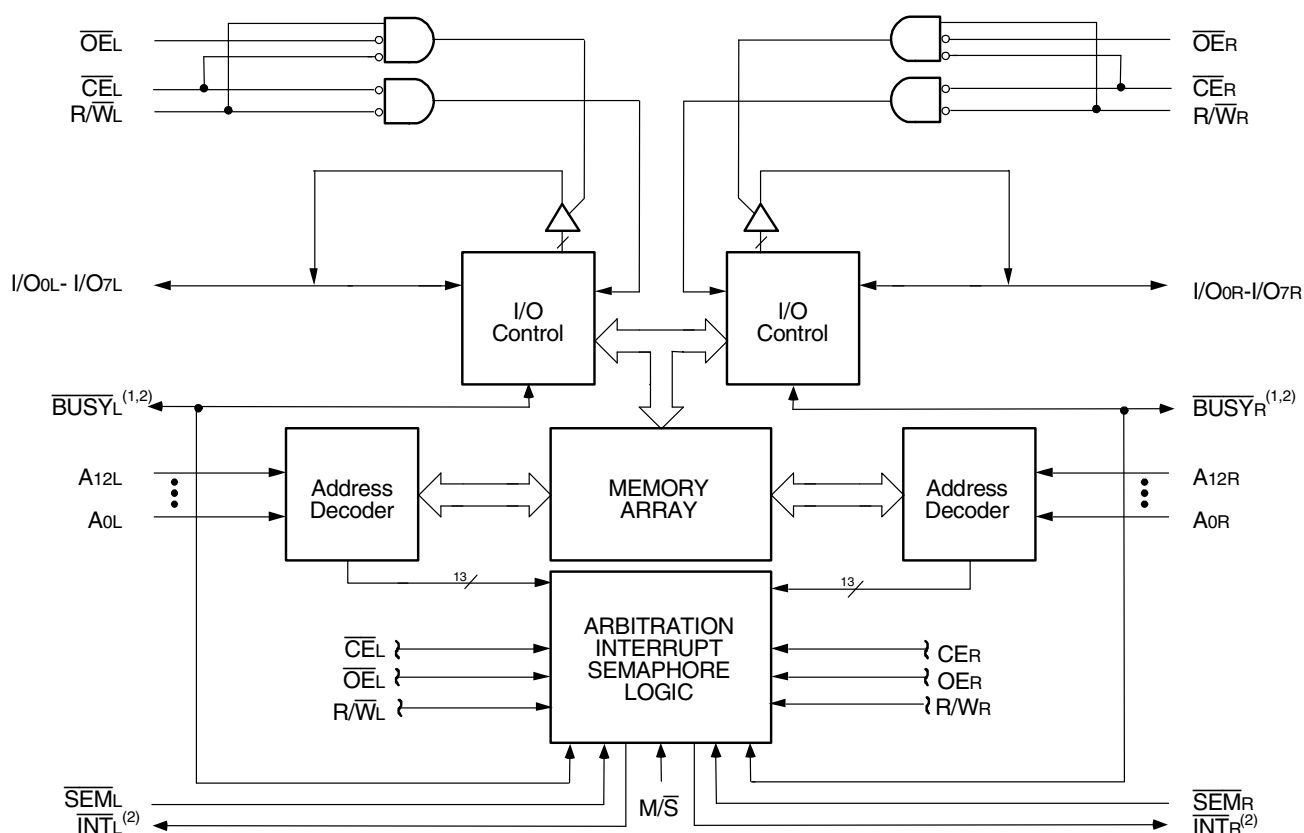 OEL
OER
CEL
CER
R/WL
R/WR
I/O0L- I/O7L
I/O Control
I/O Control
I/O0R-I/O7R
BUSYL(1,2)
BUSYR(1,2)
A12L
A0L
Address Decoder
MEMORY ARRAY
Address Decoder
A12R
A0R
13
13
ARBITRATION
INTERRUPT
SEMAPHORE
LOGIC
CEL
OEL
R/WL
CER
OER
R/WR
SEML
INTL(2)
M/S
SEMR
INTR(2)